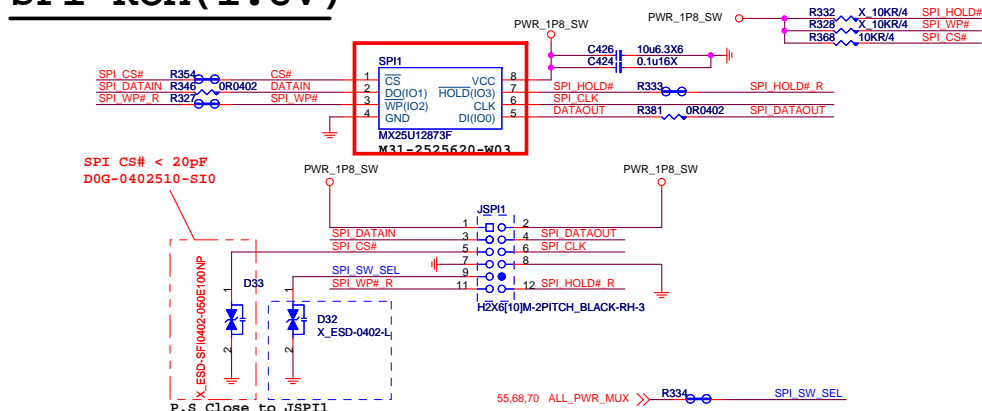 SPI ROM(1.8V)
PWR_1P8_SW
PWR_1P8_SW
R332 X_10KR/4 SPI_HOLD#
R328 X_10KR/4 SPI_WP#
R368 10KR/4 SPI_CS#
C426 10u6.3X6
C424 0.1u16X
SPI1
SPI_CS# R354 CS# 1 CS VCC 8
SPI_DATAIN R346 0R0402 DATAIN 2 DO(IO1) HOLD(IO3) 7 SPI_HOLD# R333 SPI_HOLD#_R
SPI_WP#_R R327 SPI_WP# 3 WP(IO2) CLK 6 SPI_CLK
4 GND DI(IO0) 5 DATAOUT R381 0R0402 SPI_DATAOUT
MX25U12873F
M31-2525620-W03
SPI CS# < 20pF
D0G-0402510-SI0
PWR_1P8_SW
PWR_1P8_SW
JSPI1
1 2
SPI_DATAIN 3 4 SPI_DATAOUT
SPI_CS# 5 6 SPI_CLK
7 8
SPI_SW_SEL 9
SPI_WP#_R 11 12 SPI_HOLD#_R
H2X6[10]M-2PITCH_BLACK-RH-3
X_ESD-SFI0402-050E100NP
1 D33 2
1 D32 2
X_ESD-0402-L
P.S Close to JSPI1
55,68,70 ALL_PWR_MUX R334 SPI_SW_SEL